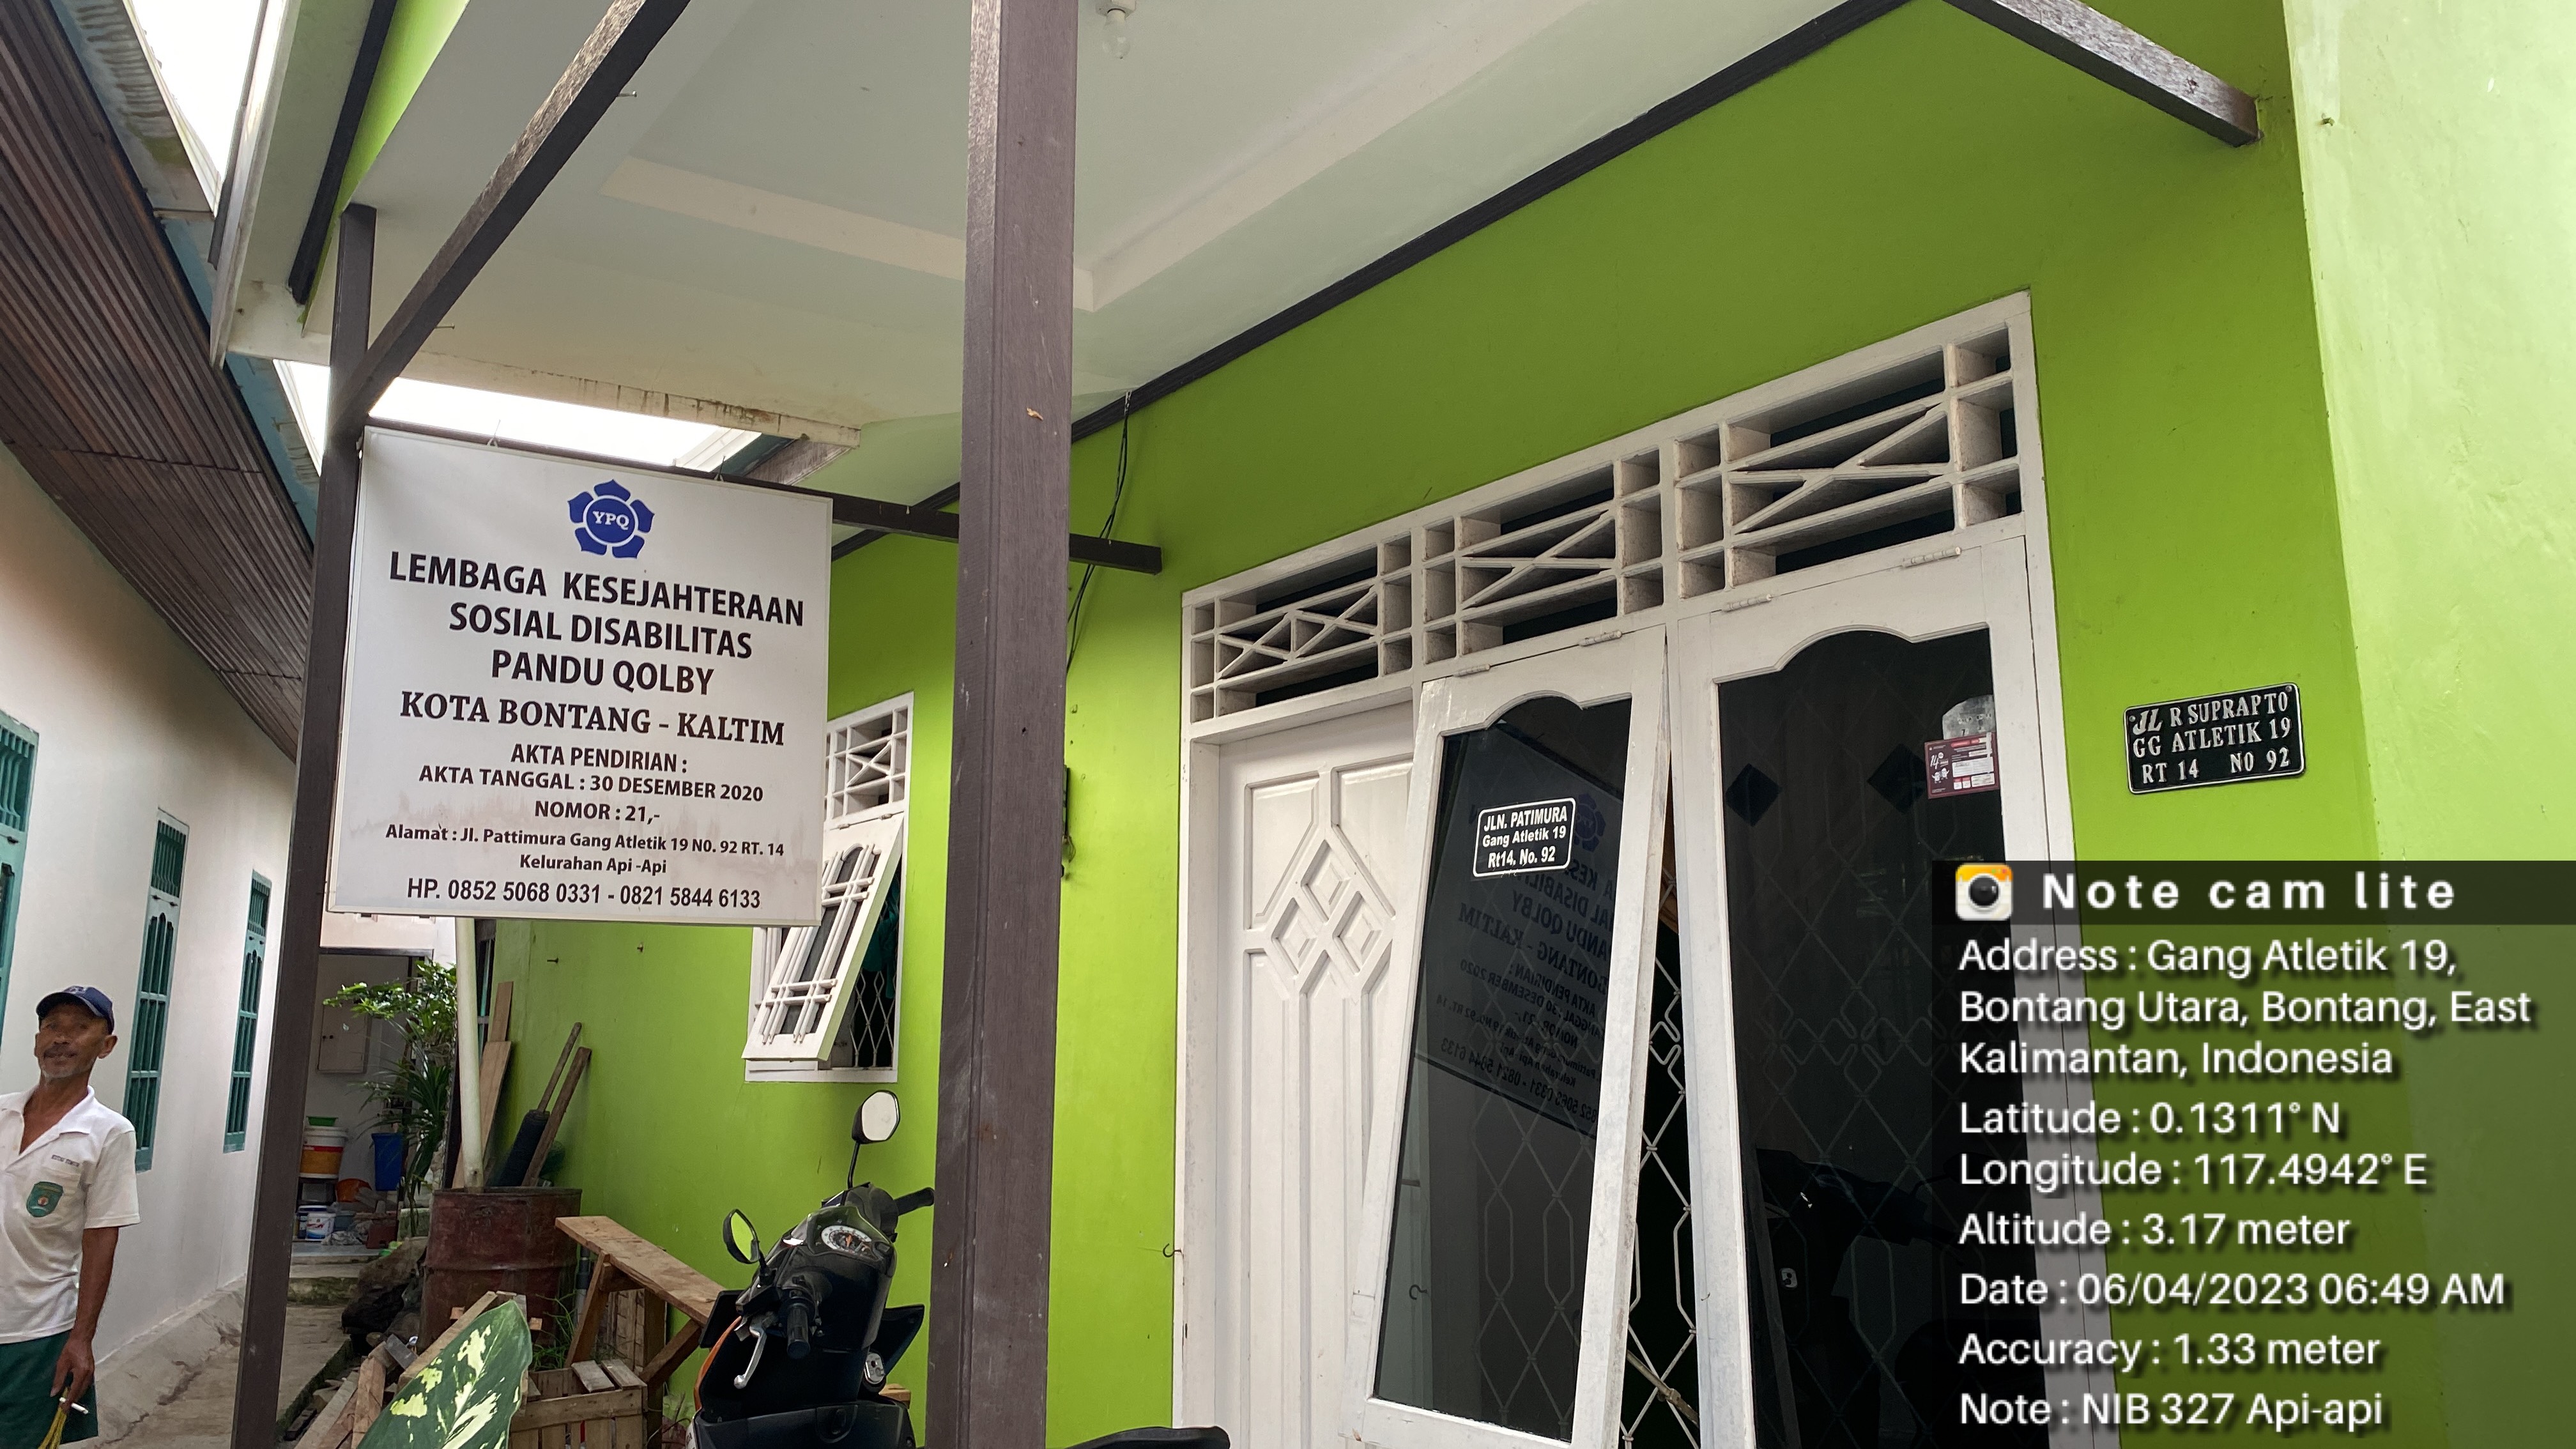 YPQ
LEMBAGA KESEJAHTERAAN
SOSIAL DISABILITAS
PANDU QOLBY
KOTA BONTANG - KALTIM
AKTA PENDIRIAN :
AKTA TANGGAL : 30 DESEMBER 2020
NOMOR : 21,-
Alamat : Jl. Pattimura Gang Atletik 19 N0. 92 RT. 14
Kelurahan Api -Api
HP. 0852 5068 0331 - 0821 5844 6133
JLN. PATIMURA
Gang Atletik 19
Rt14, No. 92
JL R SUPRAPTO
GG ATLETIK 19
RT 14 NO 92
Note cam lite
Address : Gang Atletik 19,
Bontang Utara, Bontang, East
Kalimantan, Indonesia
Latitude : 0.1311° N
Longitude : 117.4942° E
Altitude : 3.17 meter
Date : 06/04/2023 06:49 AM
Accuracy : 1.33 meter
Note : NIB 327 Api-api